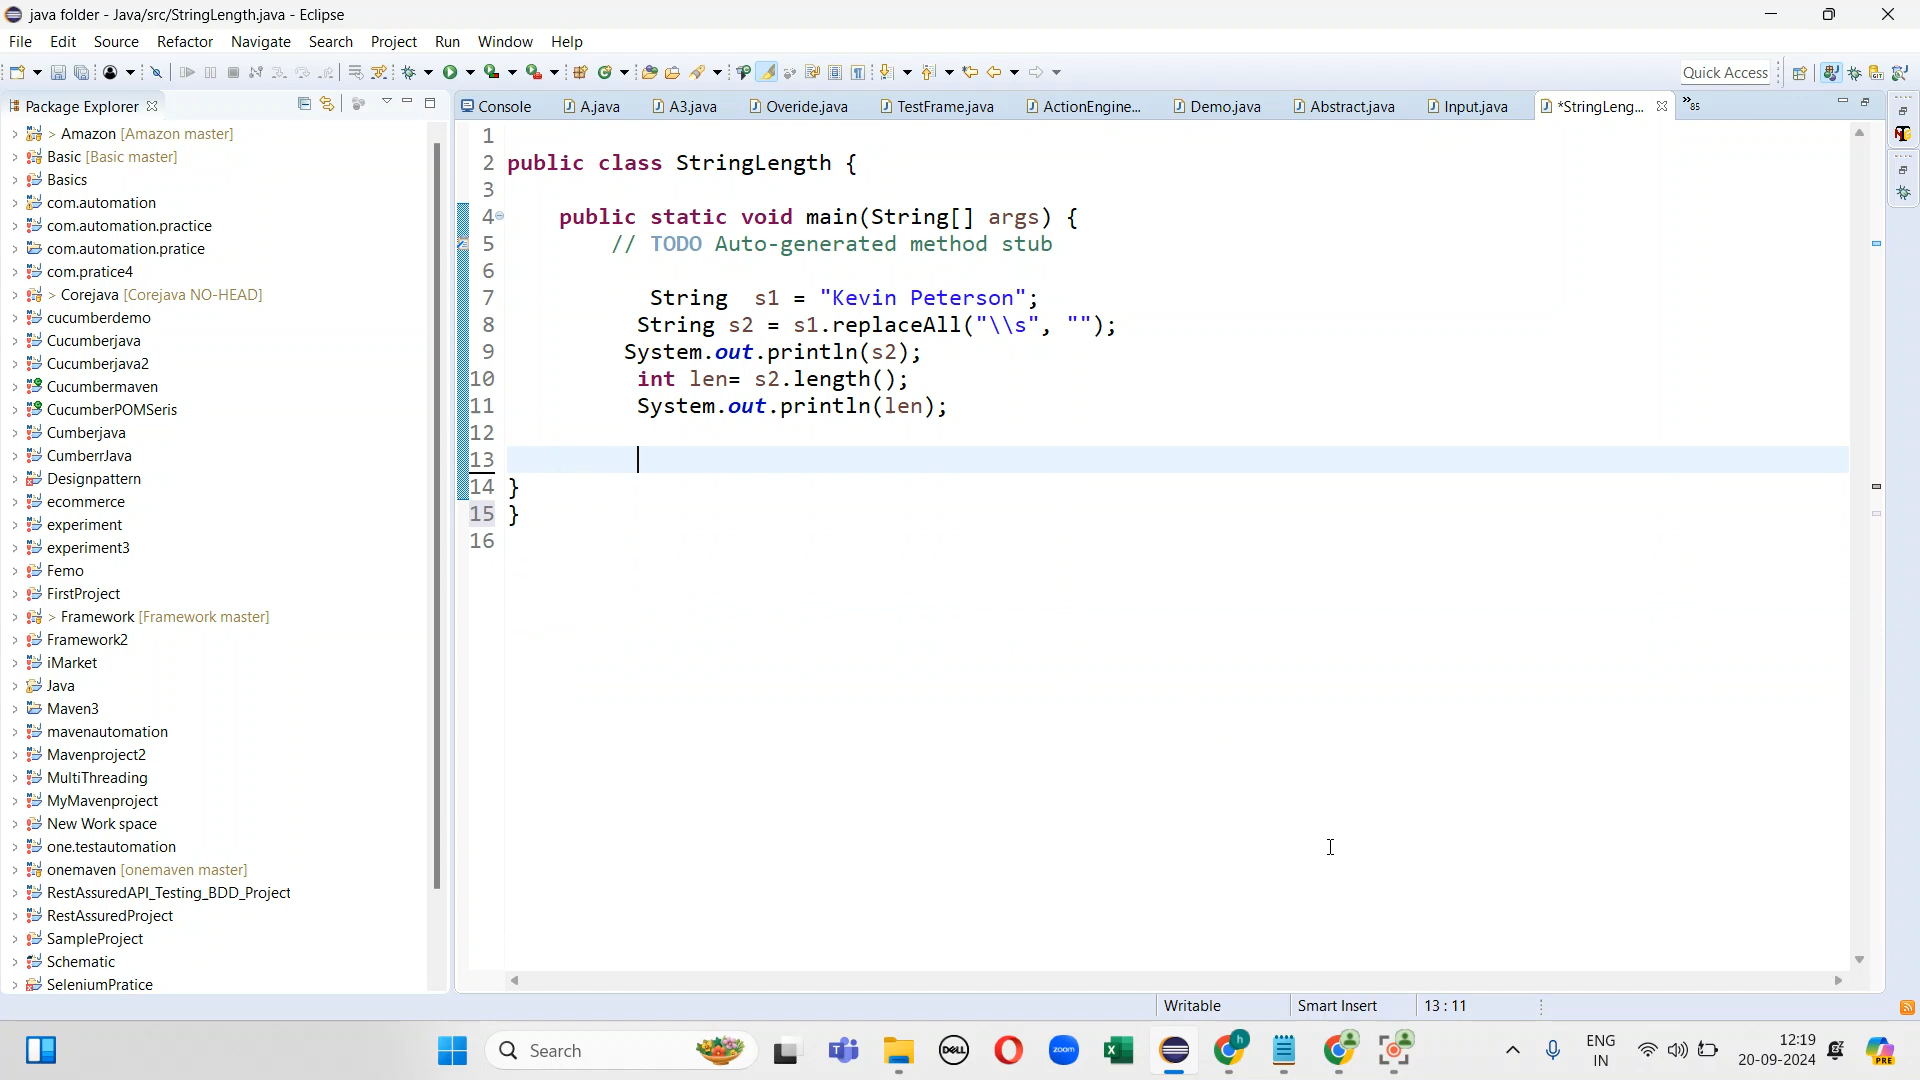 java folder - Java/src/StringLength.java - Eclipse
File Edit Source Refactor Navigate Search Project Run Window Help
Quick Access
Package Explorer
Console A.java A3.java Overide.java TestFrame.java ActionEngine... Demo.java Abstract.java Input.java *StringLeng... »85
> Amazon [Amazon master]
Basic [Basic master]
Basics
com.automation
com.automation.practice
com.automation.pratice
com.pratice4
> Corejava [Corejava NO-HEAD]
cucumberdemo
Cucumberjava
Cucumberjava2
Cucumbermaven
CucumberPOMSeris
Cumberjava
CumberrJava
Designpattern
ecommerce
experiment
experiment3
Femo
FirstProject
> Framework [Framework master]
Framework2
iMarket
Java
Maven3
mavenautomation
Mavenproject2
MultiThreading
MyMavenproject
New Work space
one.testautomation
onemaven [onemaven master]
RestAssuredAPI_Testing_BDD_Project
RestAssuredProject
SampleProject
Schematic
SeleniumPratice
1
2 public class StringLength {
3
4 public static void main(String[] args) {
5 // TODO Auto-generated method stub
6
7 String s1 = "Kevin Peterson";
8 String s2 = s1.replaceAll("\\s", "");
9 System.out.println(s2);
10 int len= s2.length();
11 System.out.println(len);
12
13
14 }
15 }
16
Writable Smart Insert 13 : 11
Search
DELL
zoom
ENG
IN
12:19
20-09-2024
PRE